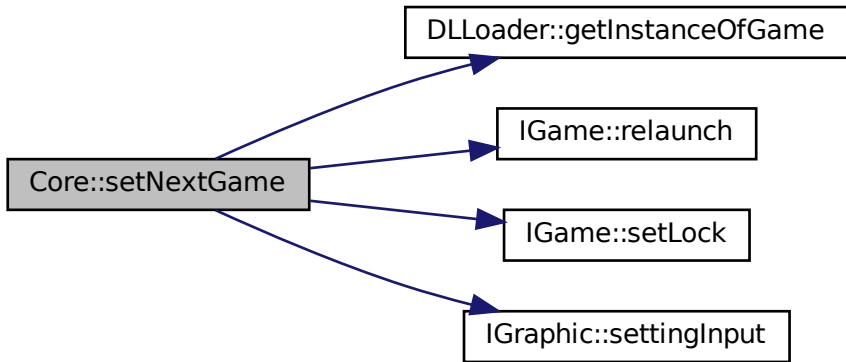 DLLoader::getInstanceOfGame
IGame::relaunch
Core::setNextGame
IGame::setLock
IGraphic::settingInput